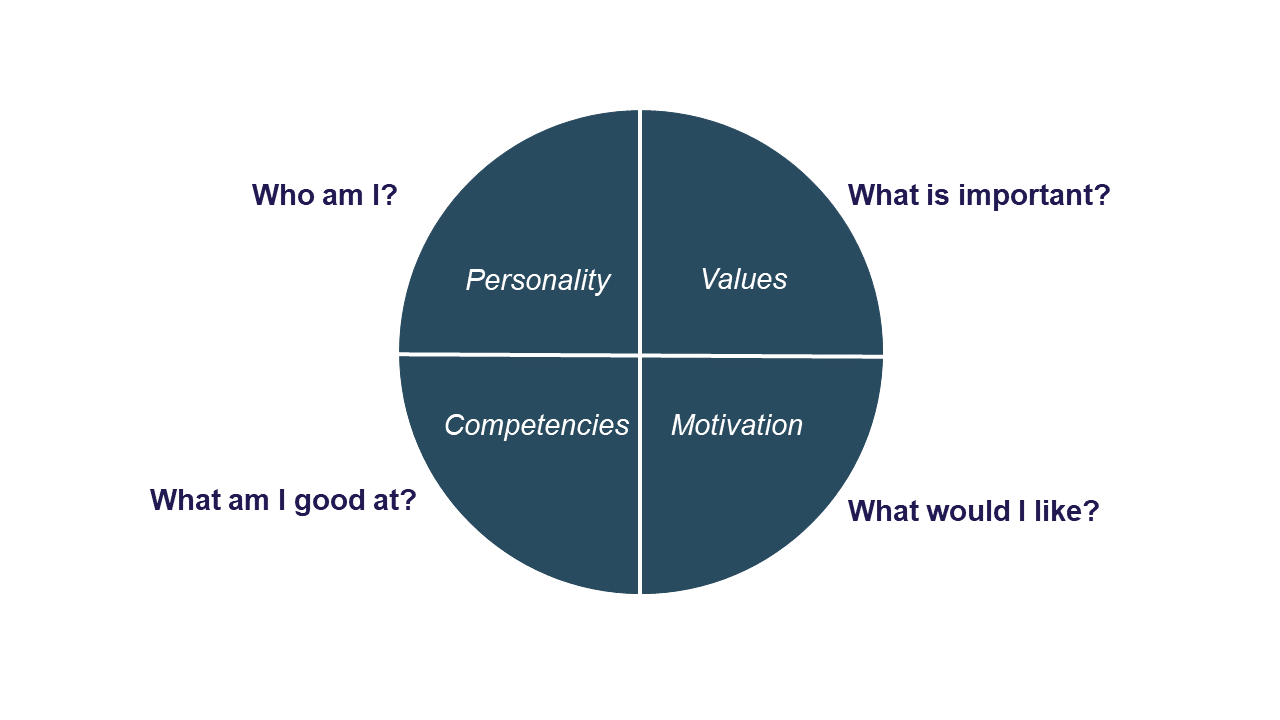 Who am I?
What is important?
Personality
Values
Competencies
Motivation
What am I good at?
What would I like?